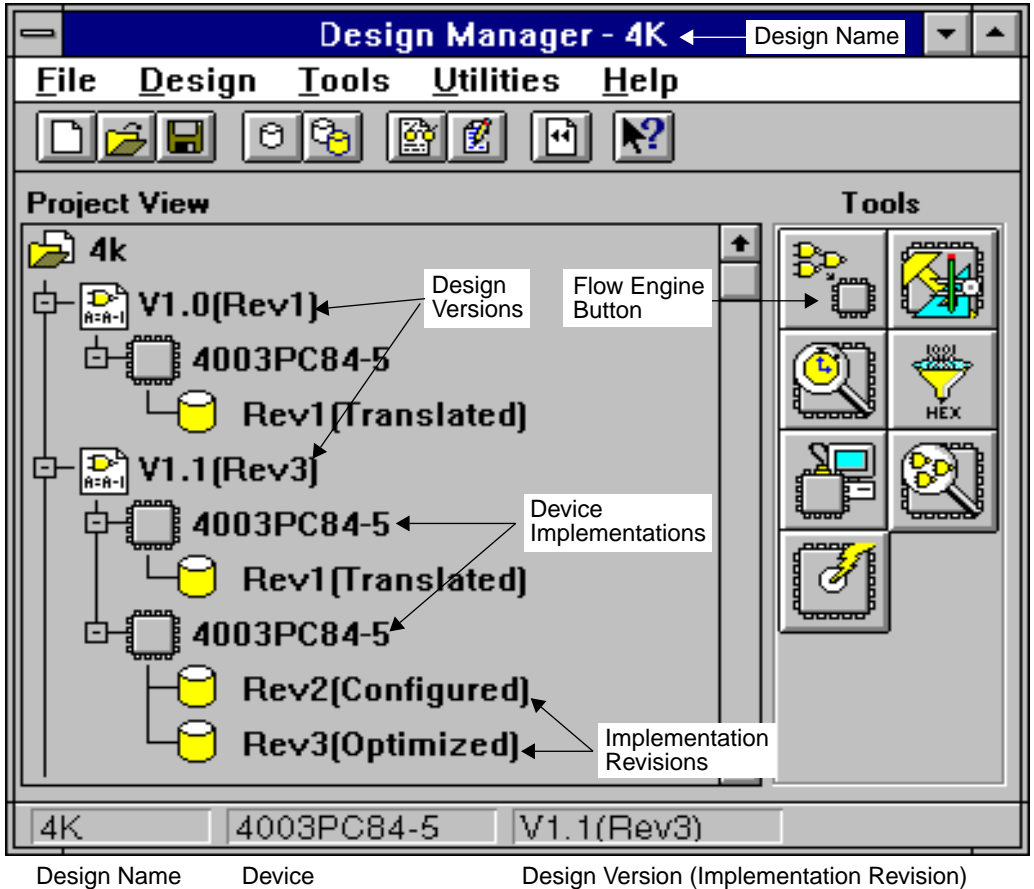 Design Manager - 4K
Design Name
File Design Tools Utilities Help
Project View
Tools
4k
V1.0(Rev1)
Design
Versions
Flow Engine
Button
4003PC84-5
Rev1(Translated)
V1.1(Rev3)
4003PC84-5
Device
Implementations
Rev1(Translated)
4003PC84-5
Rev2(Configured)
Rev3(Optimized)
Implementation
Revisions
A=A-1
A=A-1
1001
HEX
4K 4003PC84-5 V1.1(Rev3)
Design Name Device Design Version (Implementation Revision)